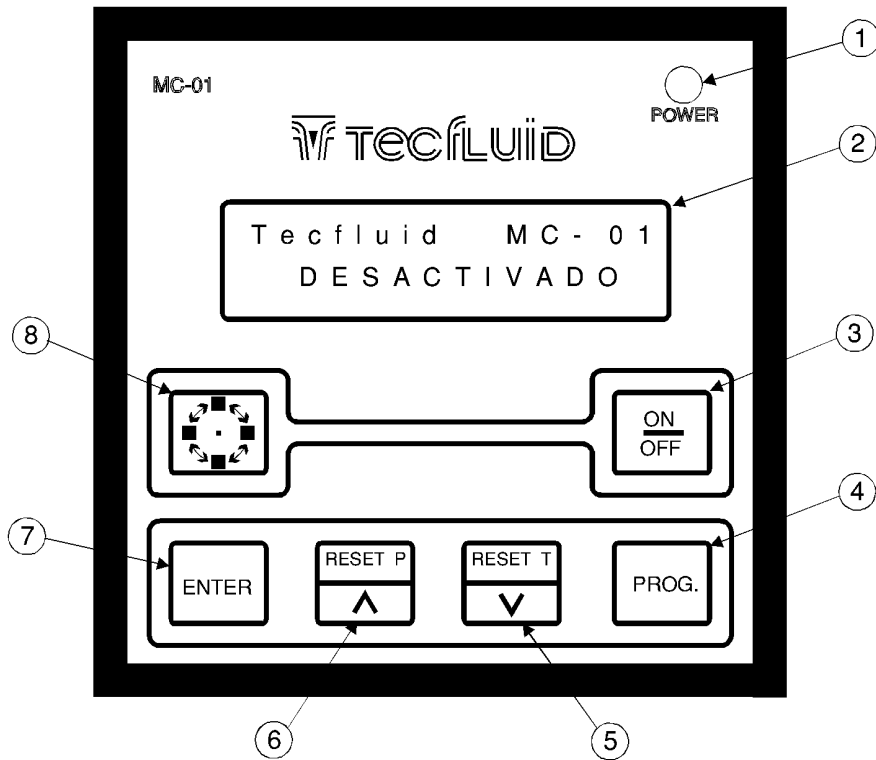 MC-01
1
POWER
TECFLUID
2
Tecfluid MC-01
DESACTIVADO
8
3
ON
OFF
4
7
ENTER
RESET P
RESET T
PROG.
6
5